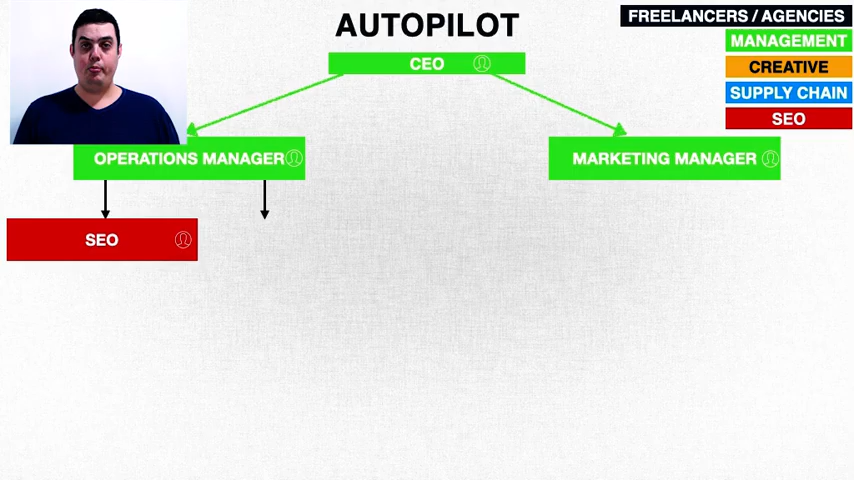 AUTOPILOT
FREELANCERS / AGENCIES
MANAGEMENT
CREATIVE
SUPPLY CHAIN
SEO
CEO
OPERATIONS MANAGER
MARKETING MANAGER
SEO